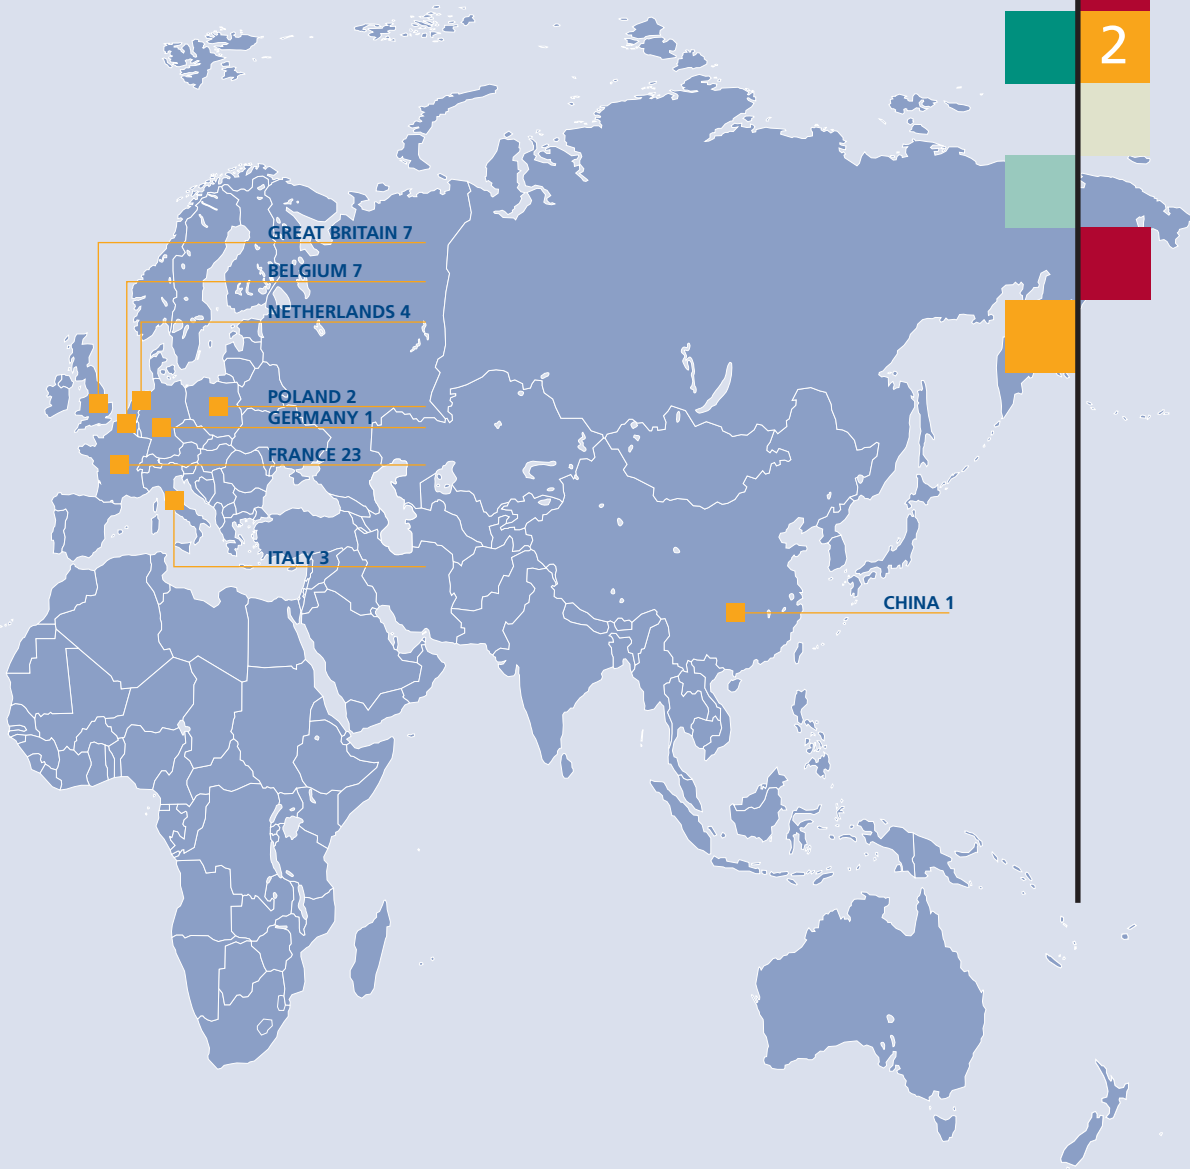 2
GREAT BRITAIN 7
BELGIUM 7
NETHERLANDS 4
POLAND 2
GERMANY 1
FRANCE 23
ITALY 3
CHINA 1